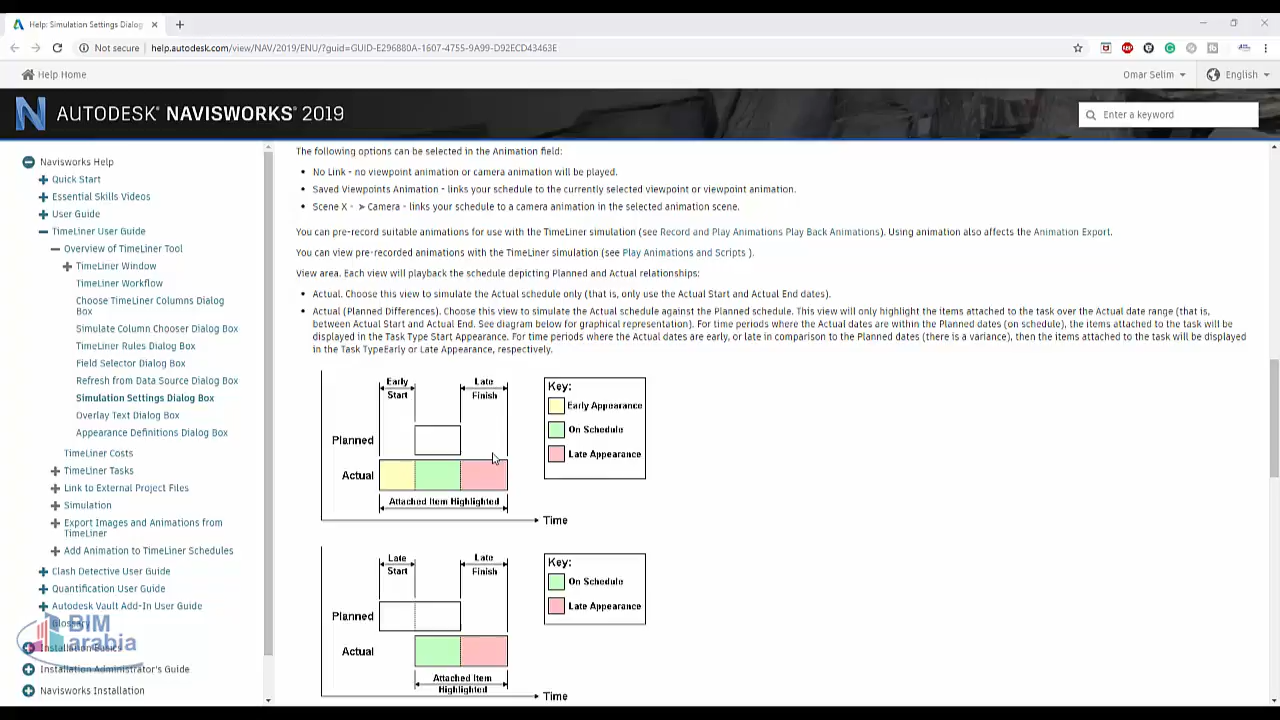 Help: Simulation Settings Dialog
Not secure
help.autodesk.com/view/NAV/2019/ENU/?guid=GUID-E296880A-1607-4755-9A99-D92ECD43463E
Help Home
Omar Selim
English
AUTODESK® NAVISWORKS® 2019
Enter a keyword
Navisworks Help
Quick Start
Essential Skills Videos
User Guide
TimeLiner User Guide
Overview of TimeLiner Tool
TimeLiner Window
TimeLiner Workflow
Choose TimeLiner Columns Dialog
Box
Simulate Column Chooser Dialog Box
TimeLiner Rules Dialog Box
Field Selector Dialog Box
Refresh from Data Source Dialog Box
Simulation Settings Dialog Box
Overlay Text Dialog Box
Appearance Definitions Dialog Box
TimeLiner Costs
TimeLiner Tasks
Link to External Project Files
Simulation
Export Images and Animations from
TimeLiner
Add Animation to TimeLiner Schedules
Clash Detective User Guide
Quantification User Guide
Autodesk Vault Add-In User Guide
Glossary
Installation Basics
Installation Administrator's Guide
Navisworks Installation
BIM
arabia
The following options can be selected in the Animation field:
• No Link - no viewpoint animation or camera animation will be played.
• Saved Viewpoints Animation - links your schedule to the currently selected viewpoint or viewpoint animation.
• Scene X - ➤ Camera - links your schedule to a camera animation in the selected animation scene.
You can pre-record suitable animations for use with the TimeLiner simulation (see Record and Play Animations Play Back Animations). Using animation also affects the Animation Export.
You can view pre-recorded animations with the TimeLiner simulation (see Play Animations and Scripts ).
View area. Each view will playback the schedule depicting Planned and Actual relationships:
• Actual. Choose this view to simulate the Actual schedule only (that is, only use the Actual Start and Actual End dates).
• Actual (Planned Differences). Choose this view to simulate the Actual schedule against the Planned schedule. This view will only highlight the items attached to the task over the Actual date range (that is,
between Actual Start and Actual End. See diagram below for graphical representation). For time periods where the Actual dates are within the Planned dates (on schedule), the items attached to the task will be
displayed in the Task Type Start Appearance. For time periods where the Actual dates are early, or late in comparison to the Planned dates (there is a variance), then the items attached to the task will be displayed
in the Task TypeEarly or Late Appearance, respectively.
Early
Start
Late
Finish
Planned
Actual
Attached Item Highlighted
Time
Key:
Early Appearance
On Schedule
Late Appearance
Late
Start
Late
Finish
Planned
Actual
Attached Item
Highlighted
Time
Key:
On Schedule
Late Appearance